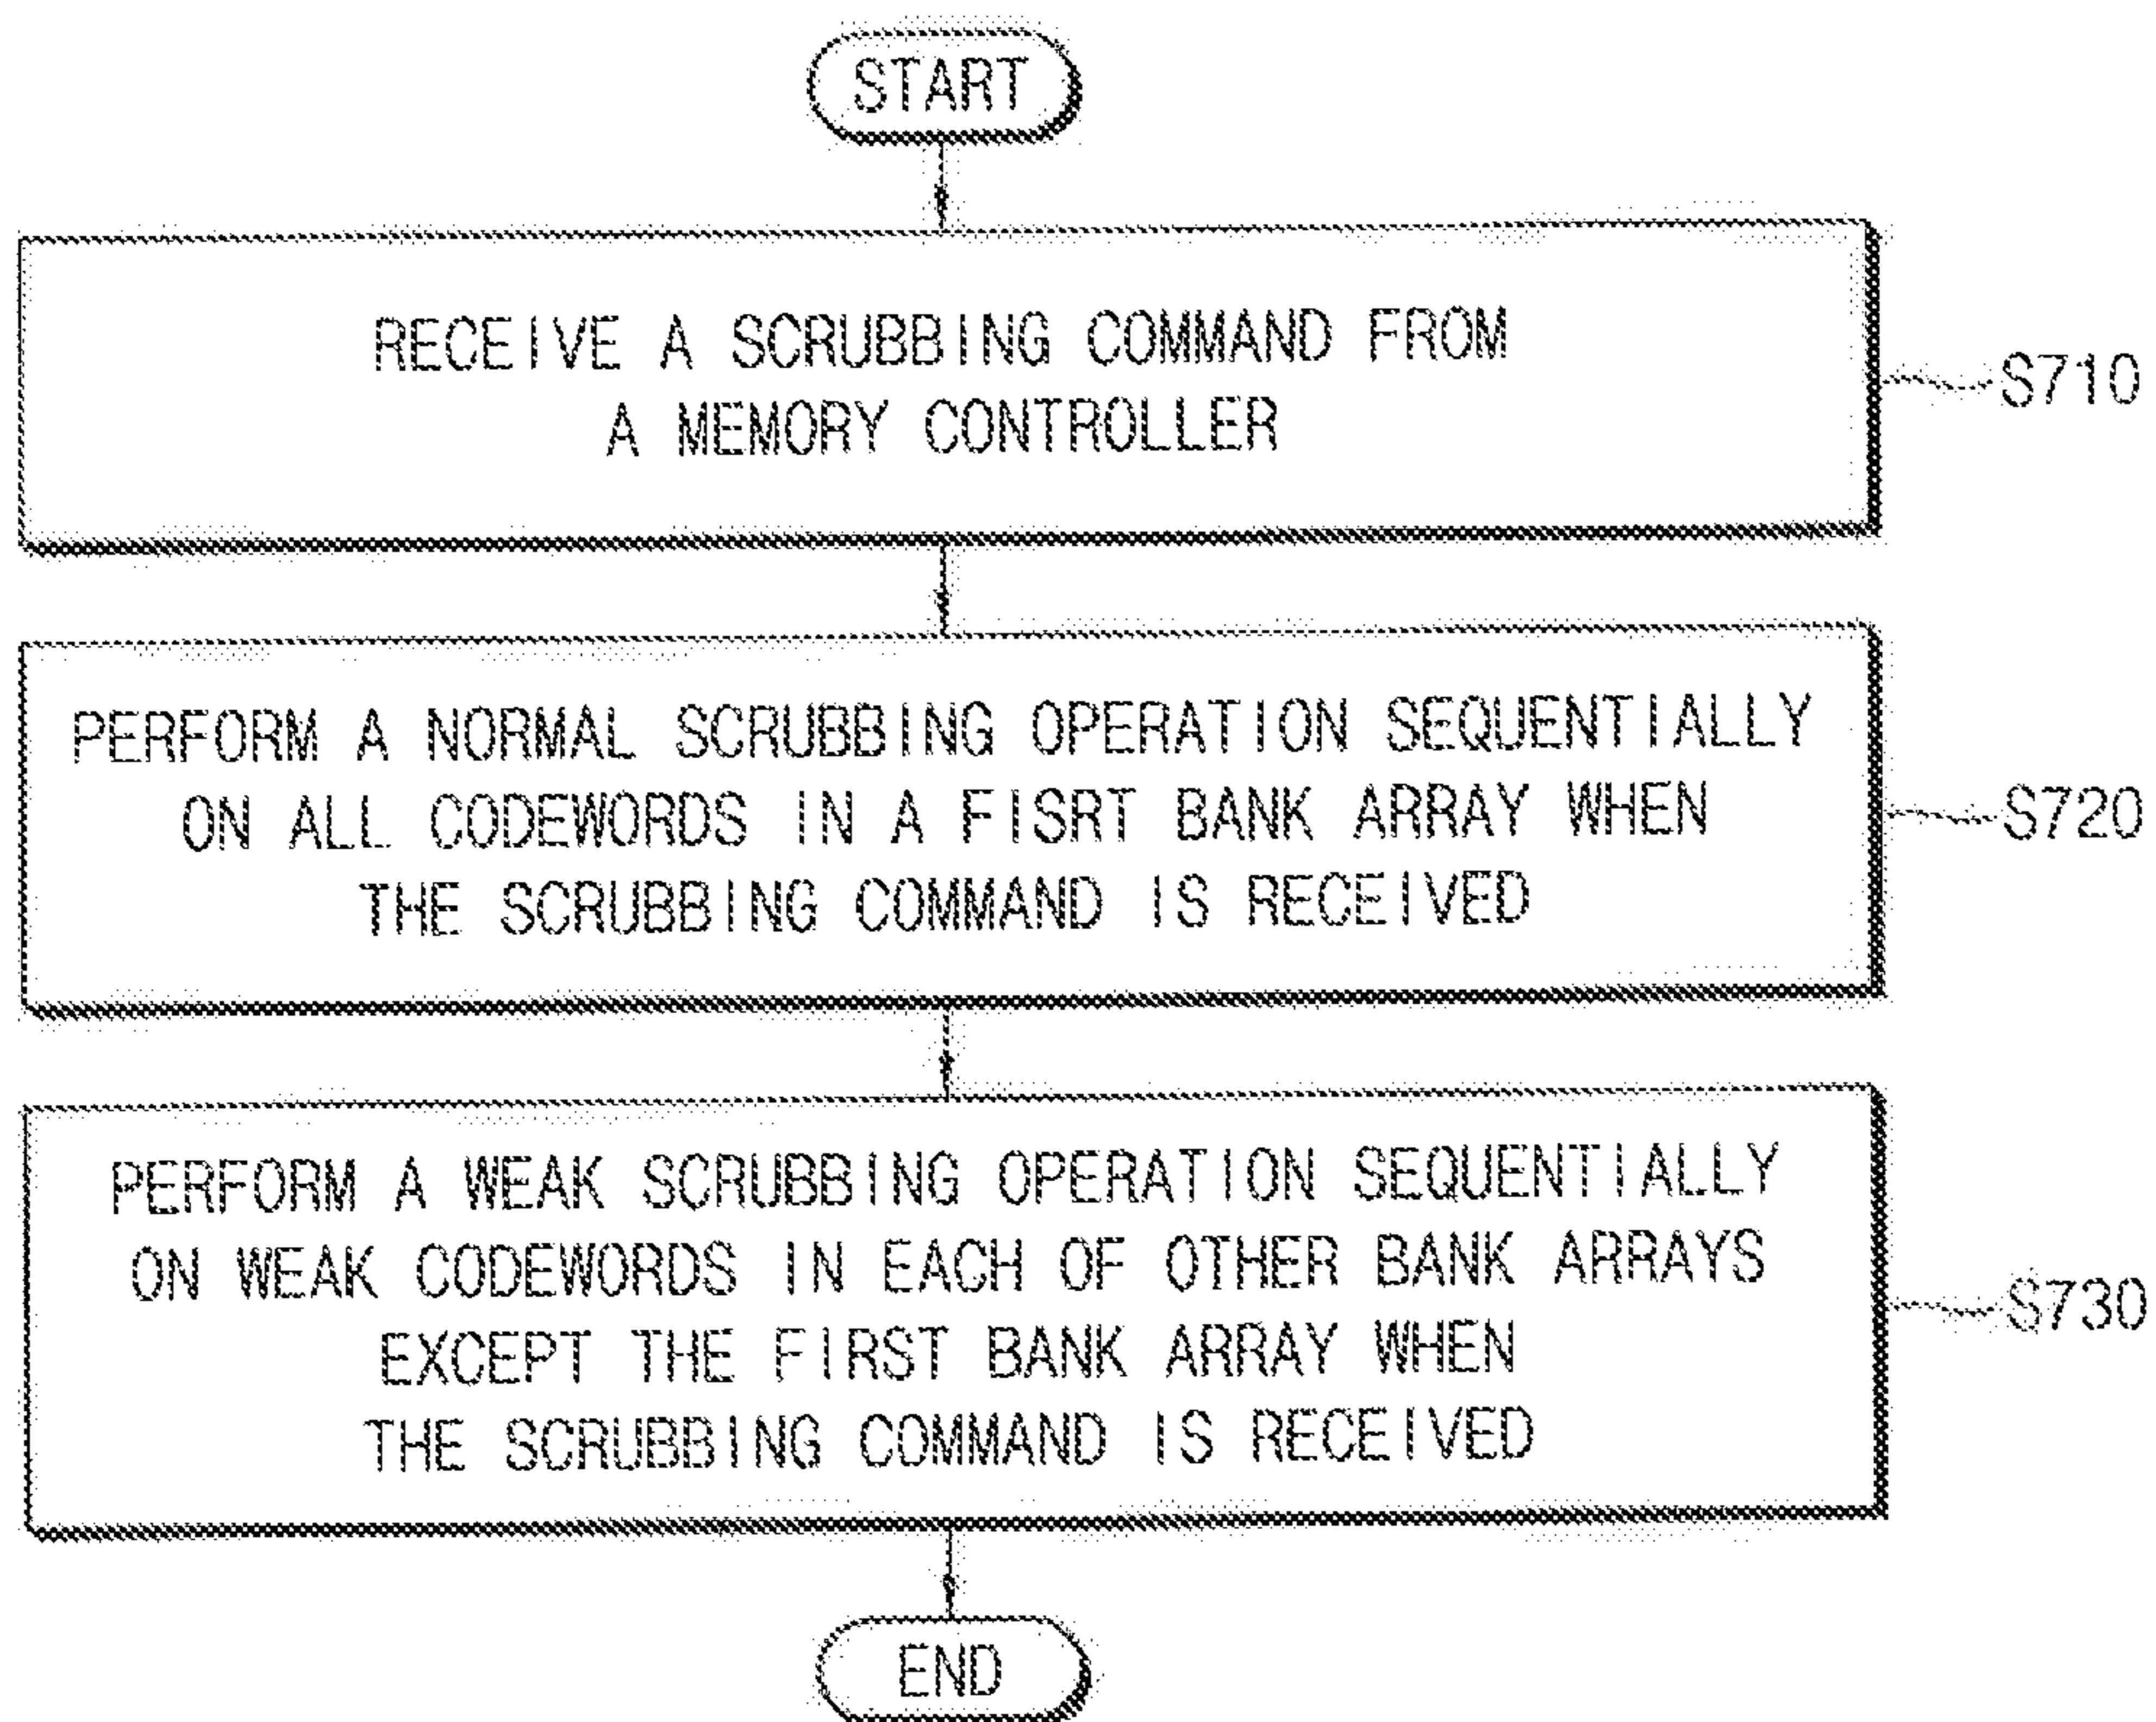 START
RECEIVE A SCRUBBING COMMAND FROM
A MEMORY CONTROLLER
S710
PERFORM A NORMAL SCRUBBING OPERATION SEQUENTIALLY
ON ALL CODEWORDS IN A FISRT BANK ARRAY WHEN
THE SCRUBBING COMMAND IS RECEIVED
S720
PERFORM A WEAK SCRUBBING OPERATION SEQUENTIALLY
ON WEAK CODEWORDS IN EACH OF OTHER BANK ARRAYS
EXCEPT THE FIRST BANK ARRAY WHEN
THE SCRUBBING COMMAND IS RECEIVED
S730
END